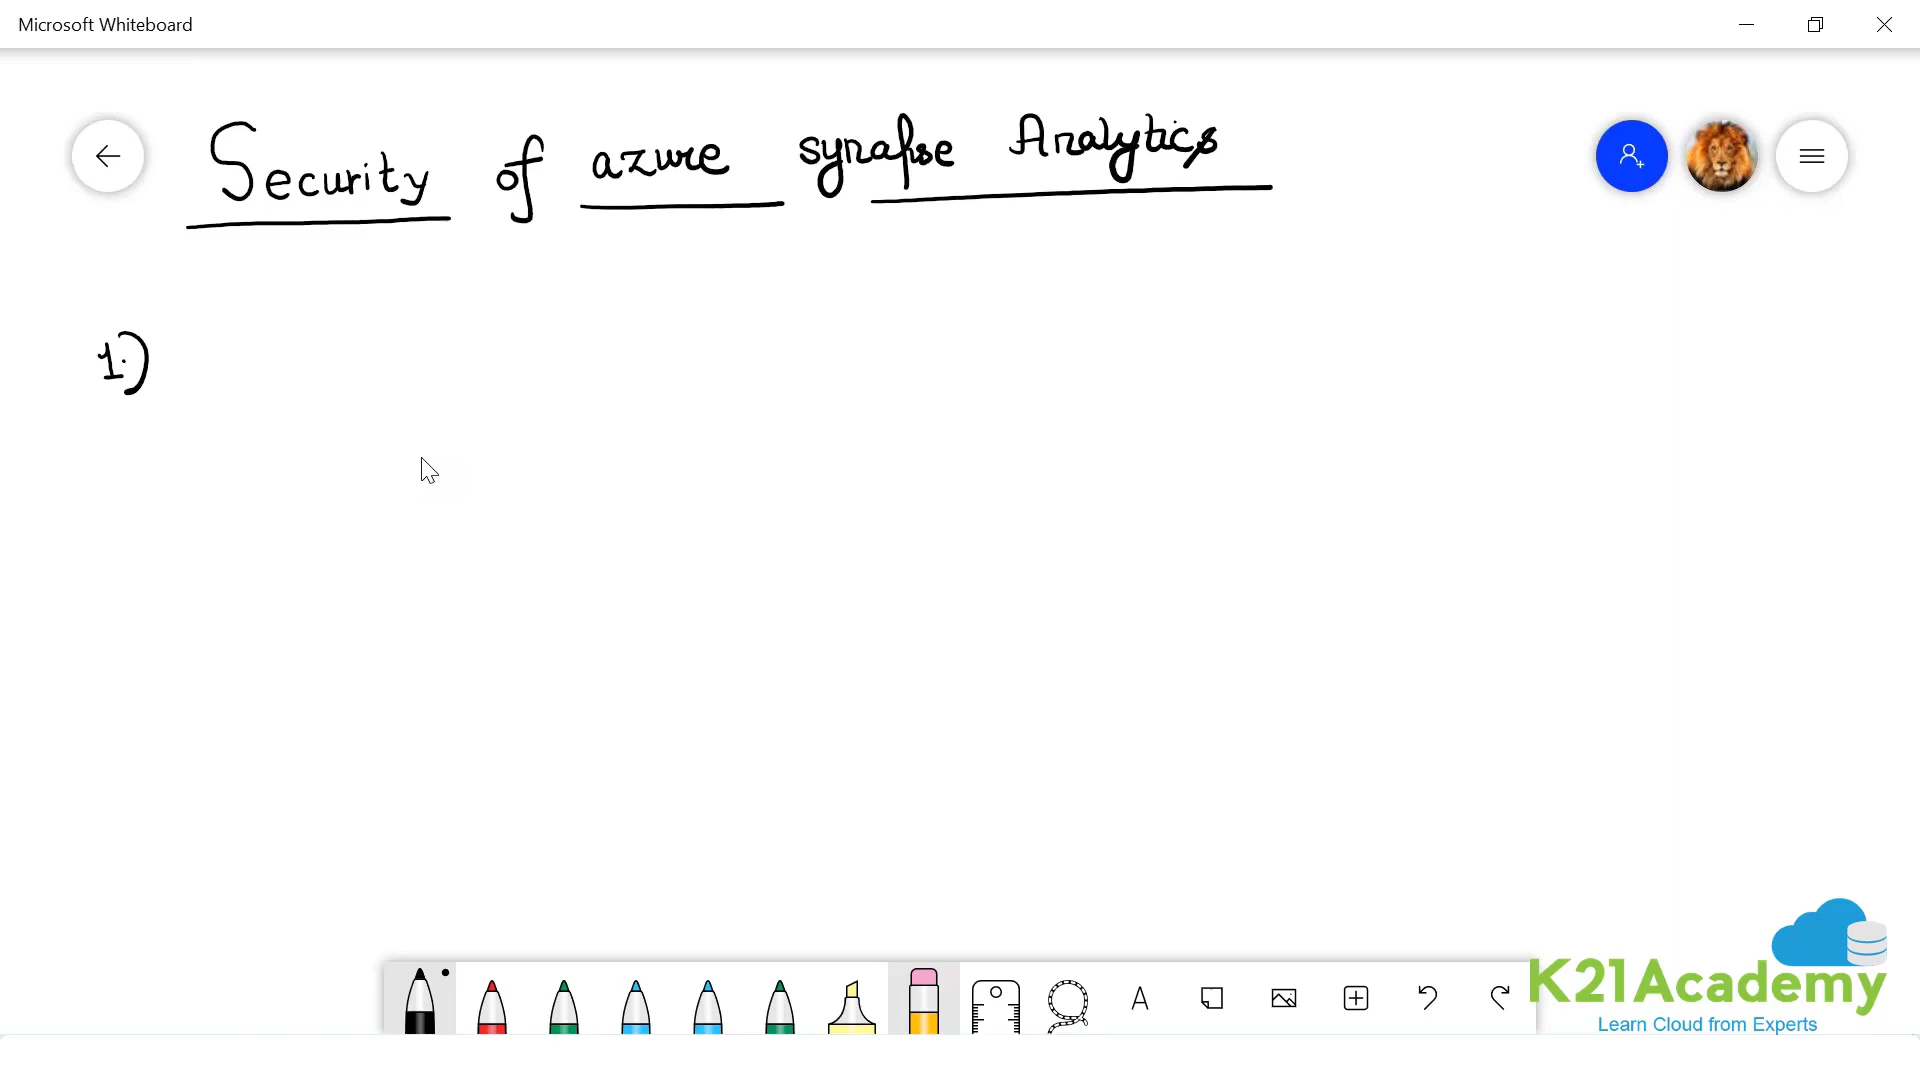 Microsoft Whiteboard
Security of azure synapse Analytics
1.)
K21Academy
Learn Cloud from Experts